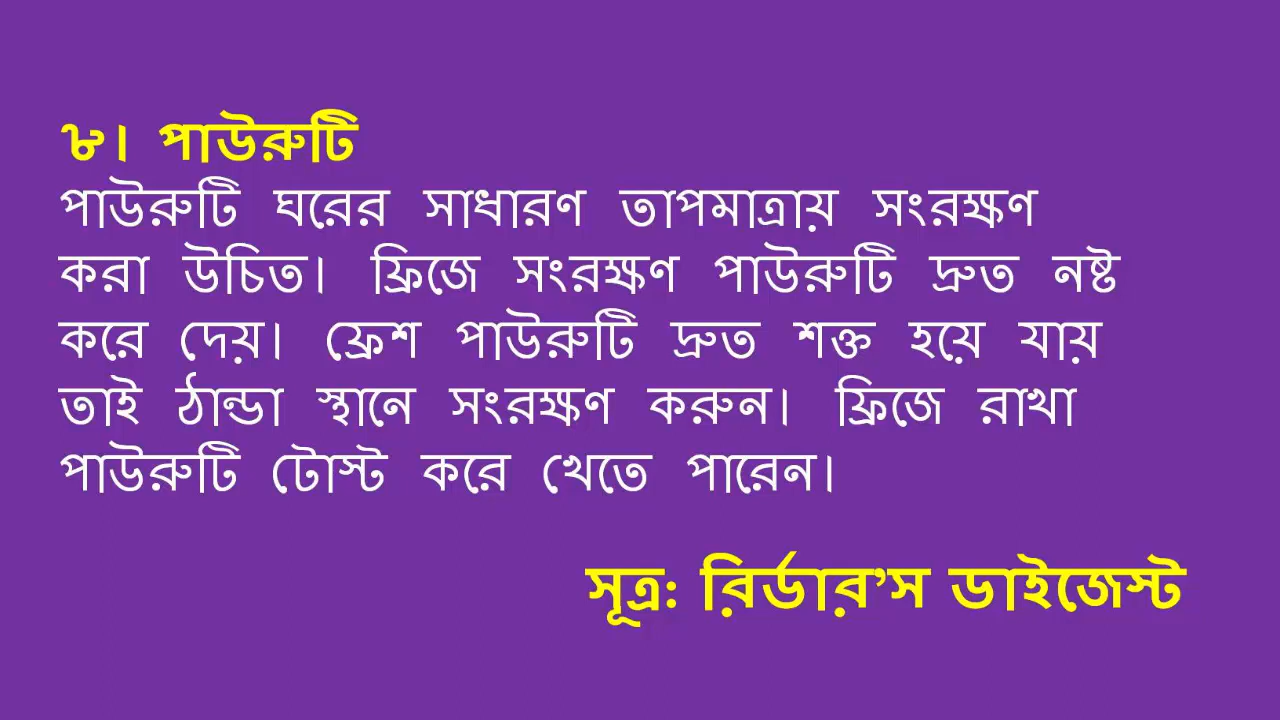 ৮। পাউরুটি
পাউরুটি ঘরের সাধারণ তাপমাত্রায় সংরক্ষণ
করা উচিত। ফ্রিজে সংরক্ষণ পাউরুটি দ্রুত নষ্ট
করে দেয়। ফ্রেশ পাউরুটি দ্রুত শক্ত হয়ে যায়
তাই ঠান্ডা স্থানে সংরক্ষণ করুন। ফ্রিজে রাখা
পাউরুটি টোস্ট করে খেতে পারেন।
সূত্র: রির্ডার’স ডাইজেস্ট